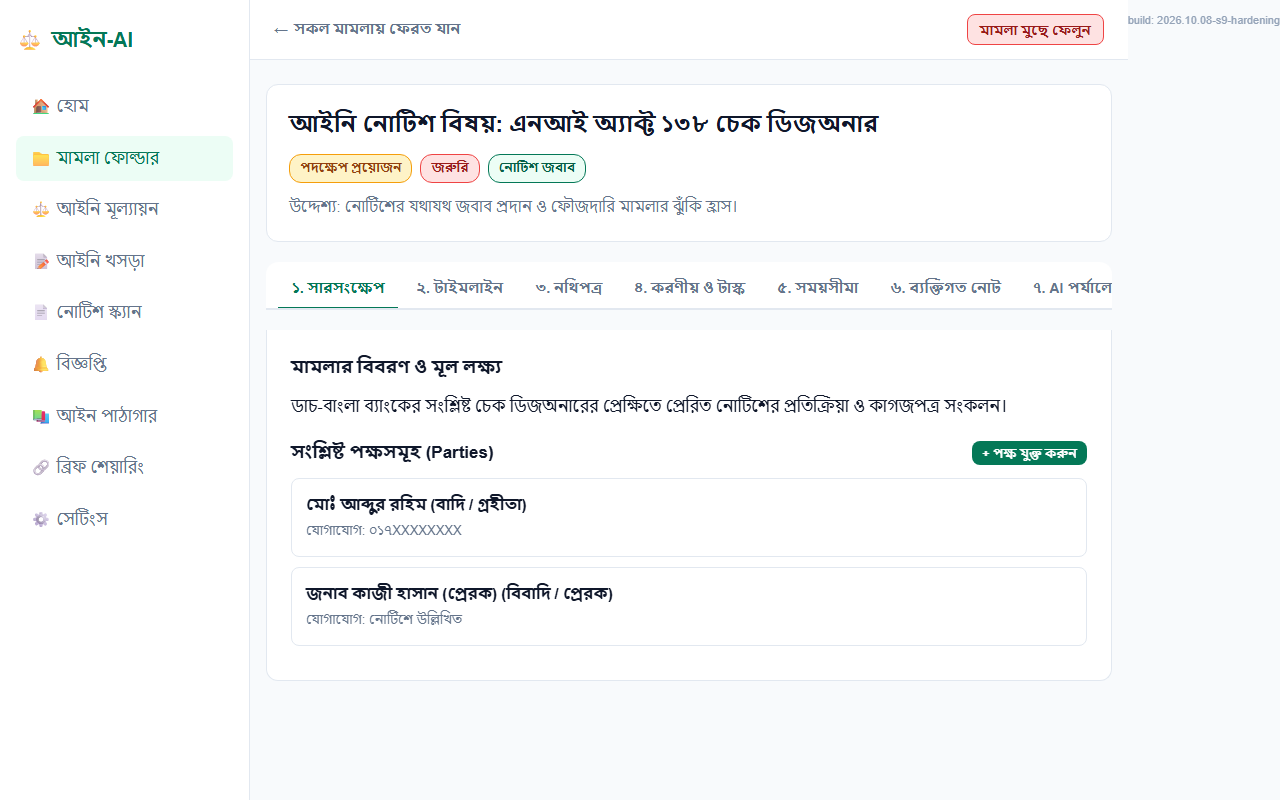 আইন-AI
হোম
মামলা ফোল্ডার
আইনি মূল্যায়ন
আইনি খসড়া
নোটিশ স্ক্যান
বিজ্ঞপ্তি
আইন পাঠাগার
ব্রিফ শেয়ারিং
সেটিংস
← সকল মামলায় ফেরত যান
মামলা মুছে ফেলুন
build: 2026.10.08-s9-hardening
আইনি নোটিশ বিষয়: এনআই অ্যাক্ট ১৩৮ চেক ডিজঅনার
পদক্ষেপ প্রয়োজন জরুরি নোটিশ জবাব
উদ্দেশ্য: নোটিশের যথাযথ জবাব প্রদান ও ফৌজদারি মামলার ঝুঁকি হ্রাস।
১. সারসংক্ষেপ ২. টাইমলাইন ৩. নথিপত্র ৪. করণীয় ও টাস্ক ৫. সময়সীমা ৬. ব্যক্তিগত নোট ৭. AI পর্যালে
মামলার বিবরণ ও মূল লক্ষ্য
ডাচ-বাংলা ব্যাংকের সংশ্লিষ্ট চেক ডিজঅনারের প্রেক্ষিতে প্রেরিত নোটিশের প্রতিক্রিয়া ও কাগজপত্র সংকলন।
সংশ্লিষ্ট পক্ষসমূহ (Parties)
+ পক্ষ যুক্ত করুন
মোঃ আব্দুর রহিম (বাদি / গ্রহীতা)
যোগাযোগ: ০১৭XXXXXXXX
জনাব কাজী হাসান (প্রেরক) (বিবাদি / প্রেরক)
যোগাযোগ: নোটিশে উল্লিখিত